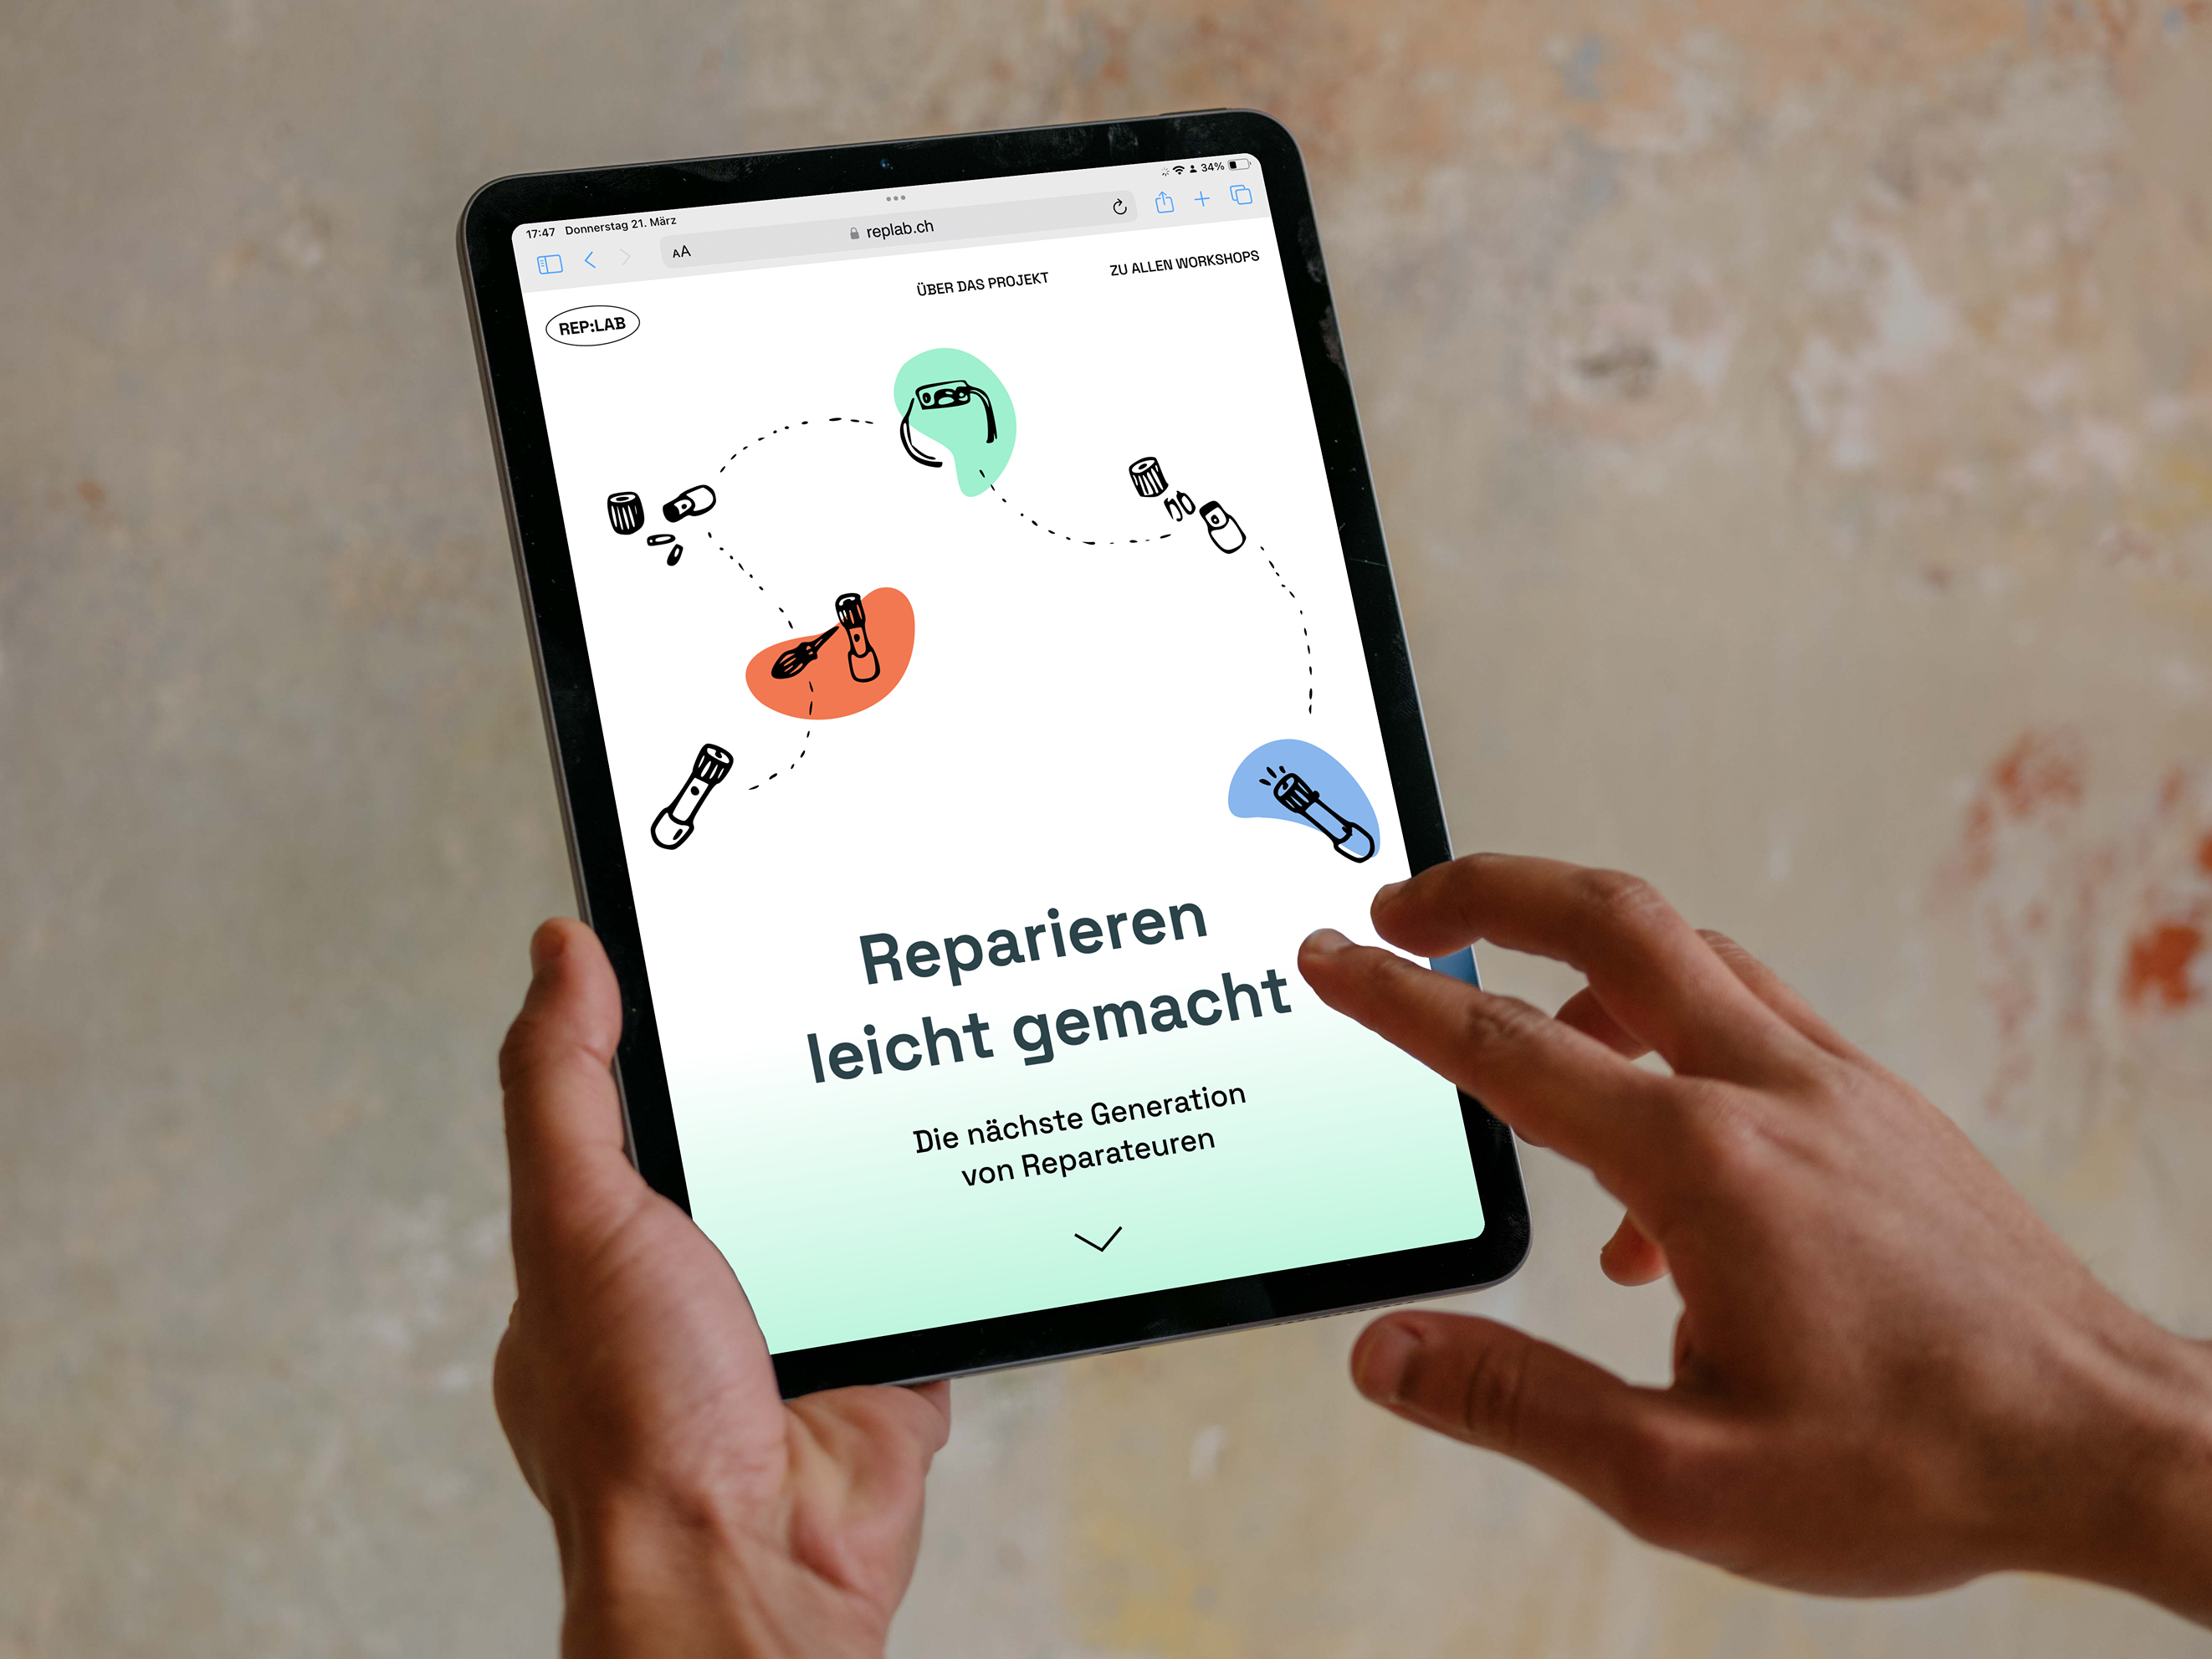 17:47 Donnerstag 21. März
34%
AA
replab.ch
REP:LAB
ÜBER DAS PROJEKT
ZU ALLEN WORKSHOPS
Reparieren
leicht gemacht
Die nächste Generation
von Reparateuren